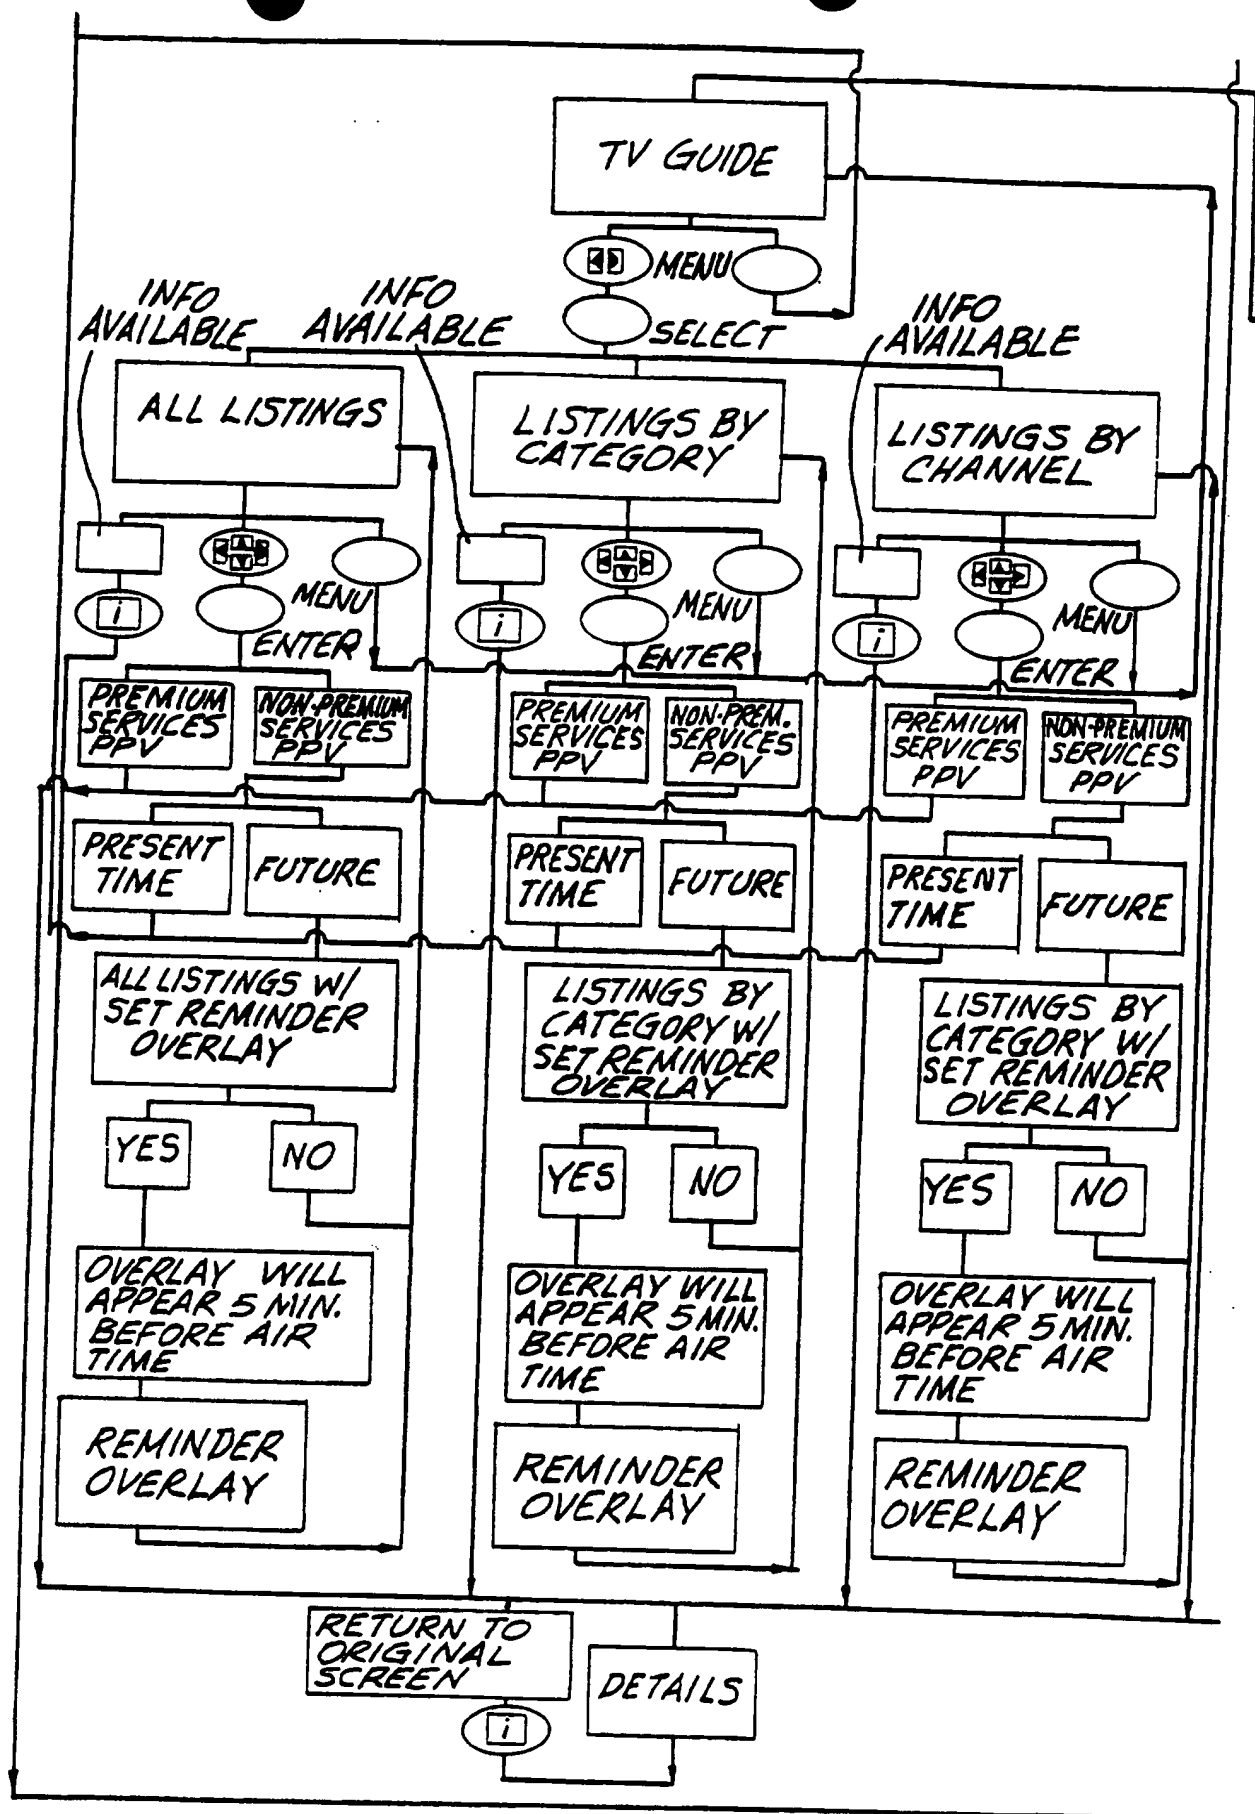 TV GUIDE
MENU
SELECT
INFO
AVAILABLE
INFO
AVAILABLE
INFO
AVAILABLE
ALL LISTINGS
LISTINGS BY
CATEGORY
LISTINGS BY
CHANNEL
i
MENU
ENTER
i
MENU
ENTER
i
MENU
ENTER
PREMIUM
SERVICES
PPV
NON-PREMIUM
SERVICES
PPV
PREMIUM
SERVICES
PPV
NON-PREM.
SERVICES
PPV
PREMIUM
SERVICES
PPV
NON-PREMIUM
SERVICES
PPV
PRESENT
TIME
FUTURE
PRESENT
TIME
FUTURE
PRESENT
TIME
FUTURE
ALL LISTINGS W/
SET REMINDER
OVERLAY
LISTINGS BY
CATEGORY W/
SET REMINDER
OVERLAY
LISTINGS BY
CATEGORY W/
SET REMINDER
OVERLAY
YES
NO
YES
NO
YES
NO
OVERLAY WILL
APPEAR 5 MIN.
BEFORE AIR
TIME
OVERLAY WILL
APPEAR 5 MIN.
BEFORE AIR
TIME
OVERLAY WILL
APPEAR 5 MIN.
BEFORE AIR
TIME
REMINDER
OVERLAY
REMINDER
OVERLAY
REMINDER
OVERLAY
RETURN TO
ORIGINAL
SCREEN
i
DETAILS